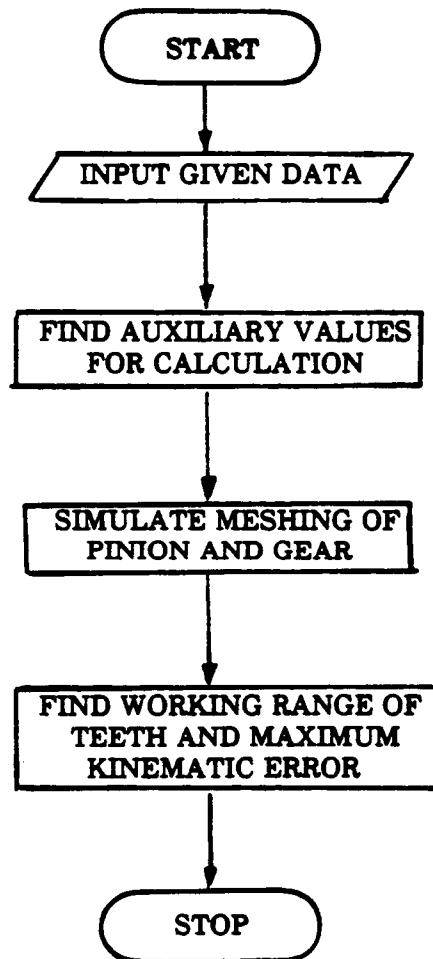 START
INPUT GIVEN DATA
FIND AUXILIARY VALUES
FOR CALCULATION
SIMULATE MESHING OF
PINION AND GEAR
FIND WORKING RANGE OF
TEETH AND MAXIMUM
KINEMATIC ERROR
STOP